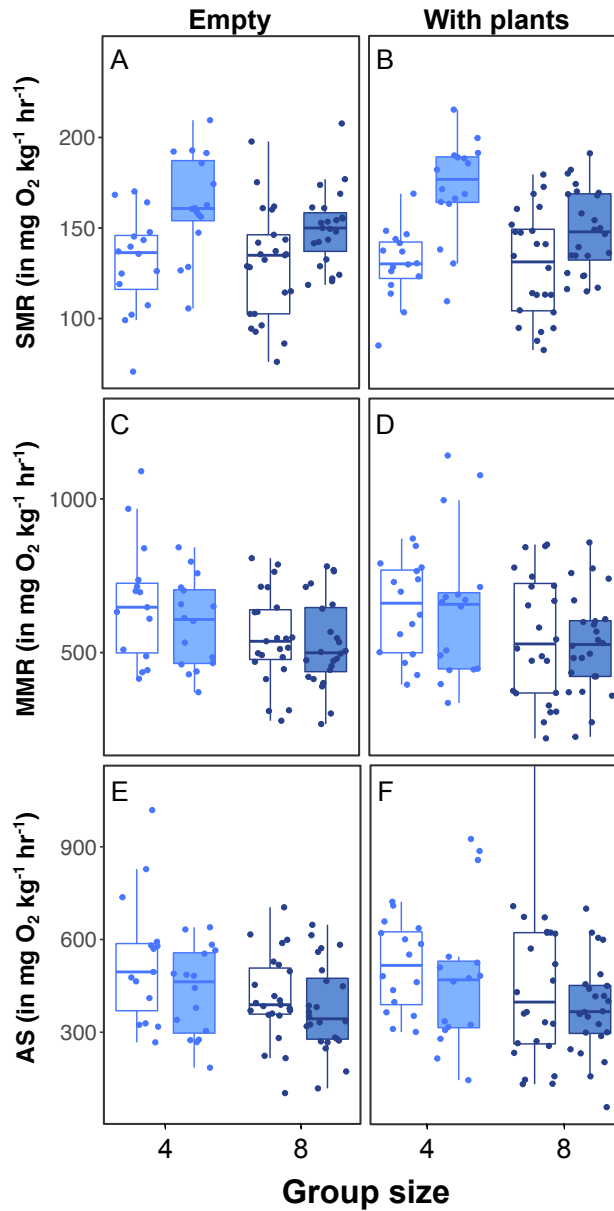 Empty With plants
A B
200
150
100
SMR (in mg O₂ kg⁻¹ hr⁻¹)
C D
1000
500
MMR (in mg O₂ kg⁻¹ hr⁻¹)
E F
900
600
300
AS (in mg O₂ kg⁻¹ hr⁻¹)
4 8 4 8
Group size